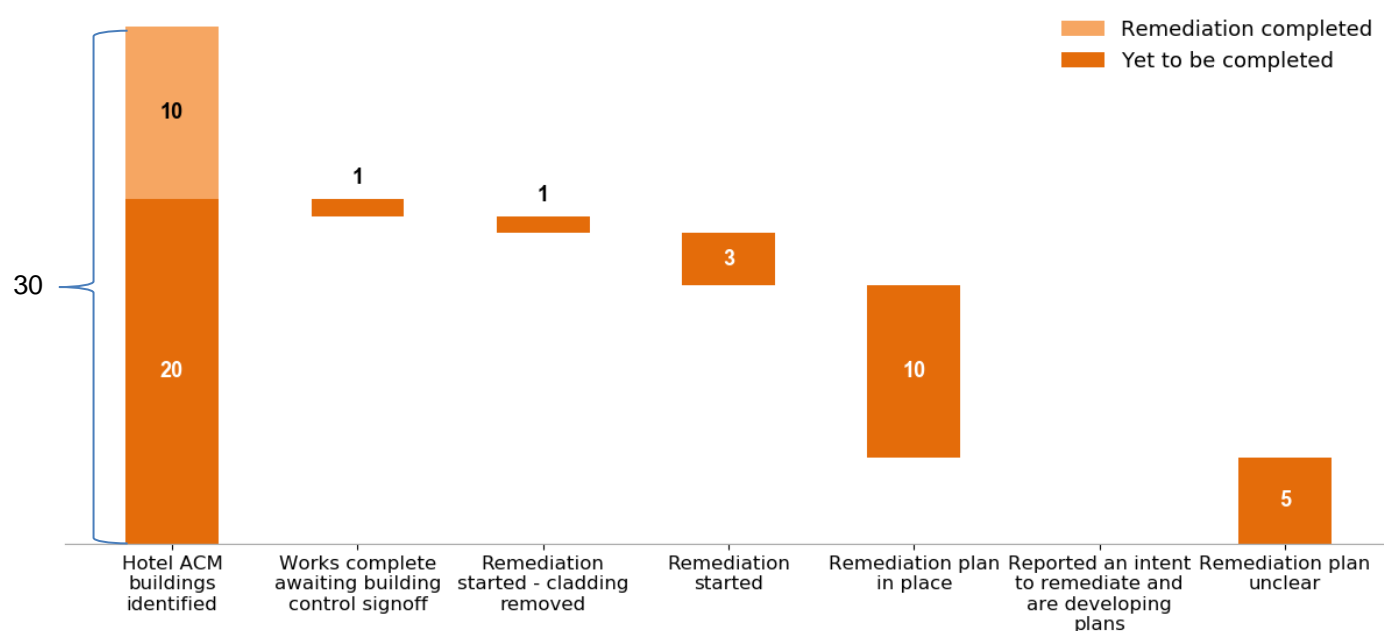 Remediation completed
Yet to be completed
10
1
1
3
30
20
10
5
Hotel ACM
buildings
identified
Works complete
awaiting building
control signoff
Remediation
started - cladding
removed
Remediation
started
Remediation plan
in place
Reported an intent
to remediate and
are developing
plans
Remediation plan
unclear